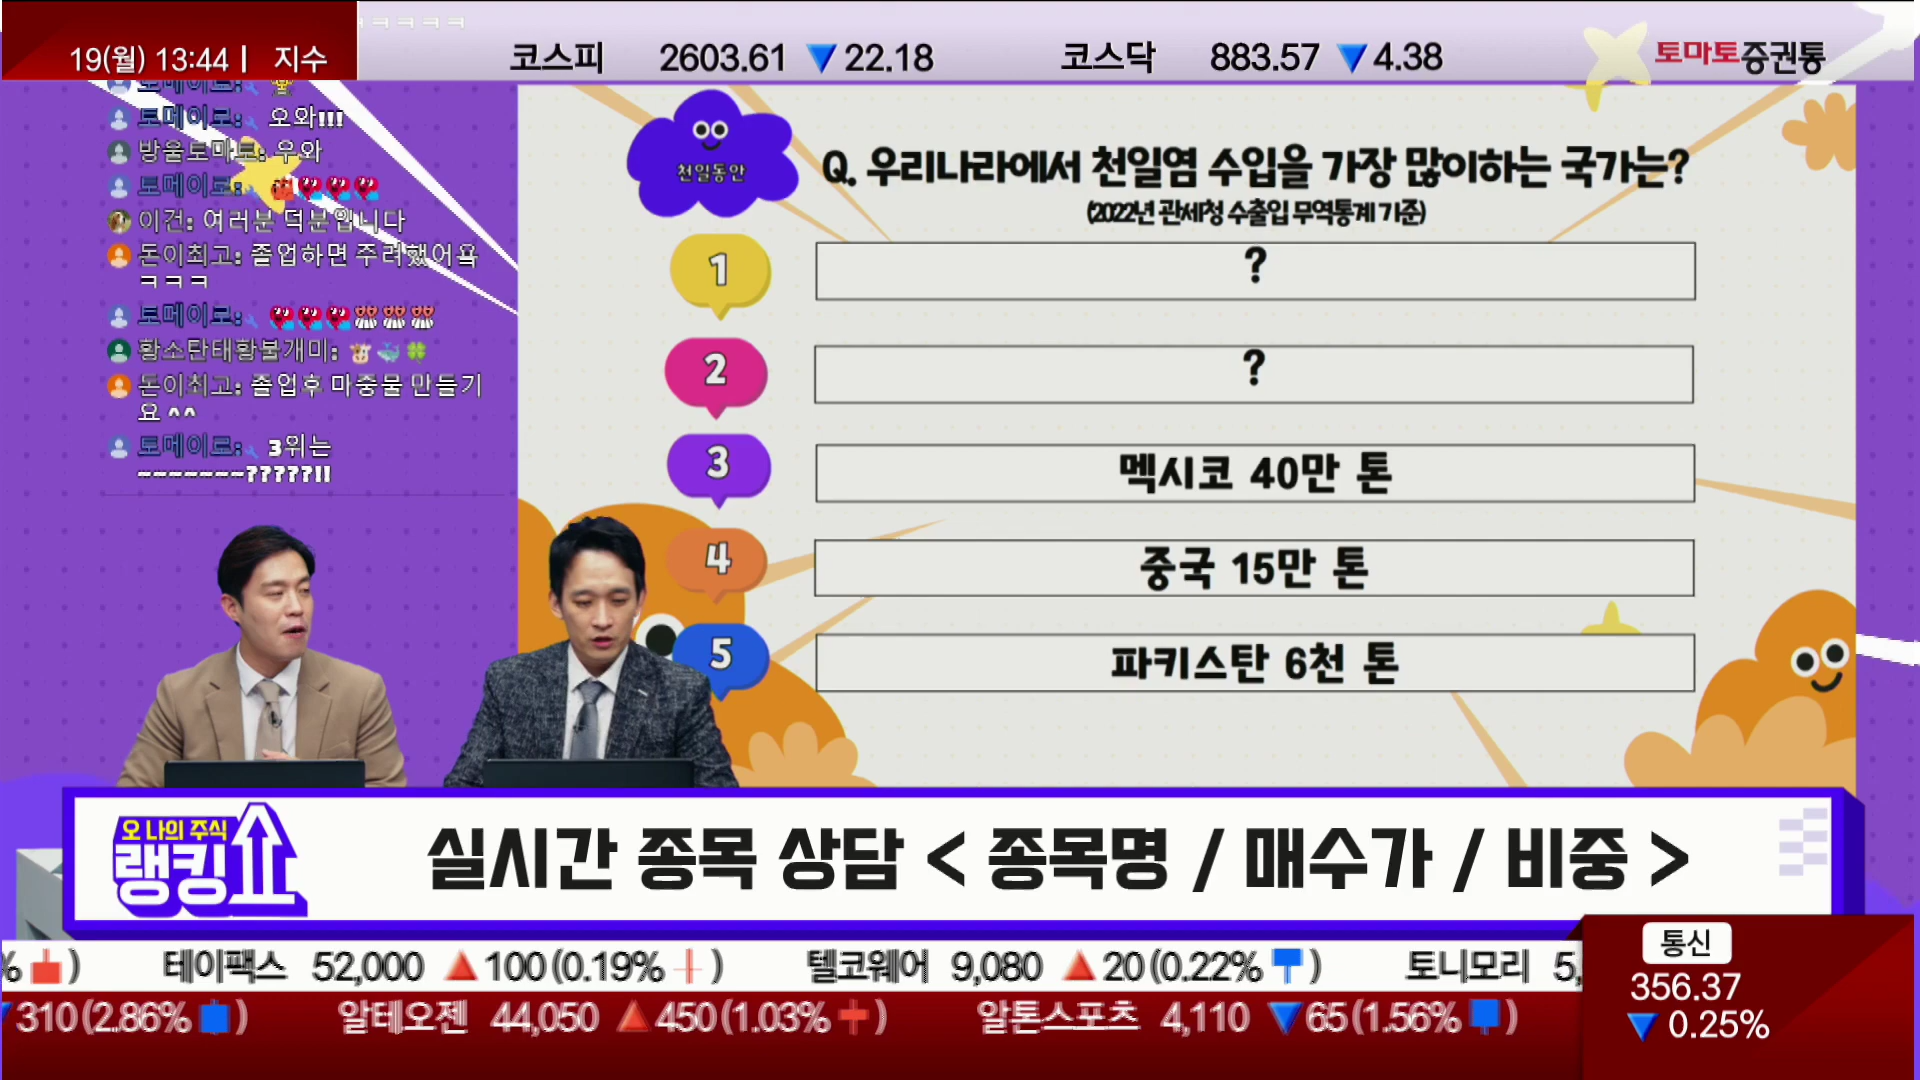 ㅋㅋㅋㅋㅋ
19(월) 13:44 | 지수
코스피 2603.61 ▼ 22.18 코스닥 883.57 ▼ 4.38
토마토증권통
토메이로:
토메이로: 오와!!!
방울토마토: 우와
토메이로:
이건: 여러분 덕분입니다
돈이최고: 졸업하면 주려했어욬
ㅋㅋㅋ
토메이로:
황소탄태황불개미:
돈이최고: 졸업후 마중물 만들기
요 ^^
토메이로: 3위는
~~~~~~~?????!!
천일동안
Q. 우리나라에서 천일염 수입을 가장 많이하는 국가는?
(2022년 관세청 수출입 무역통계 기준)
1 ?
2 ?
3 멕시코 40만 톤
4 중국 15만 톤
5 파키스탄 6천 톤
오 나의 주식
랭킹쇼
실시간 종목 상담 < 종목명 / 매수가 / 비중 >
% ) 테이팩스 52,000 ▲ 100 (0.19% ) 텔코웨어 9,080 ▲ 20 (0.22% ) 토니모리 5,
▼ 310 (2.86% ) 알테오젠 44,050 ▲ 450 (1.03% ) 알톤스포츠 4,110 ▼ 65 (1.56% )
통신
356.37
▼ 0.25%